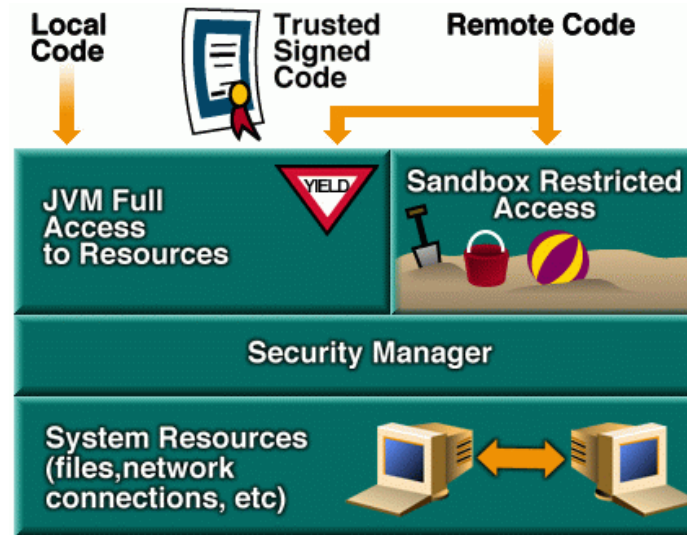 Local
Code
Trusted
Signed
Code
Remote Code
JVM Full
Access
to Resources
YIELD
Sandbox Restricted
Access
Security Manager
System Resources
(files,network
connections, etc)